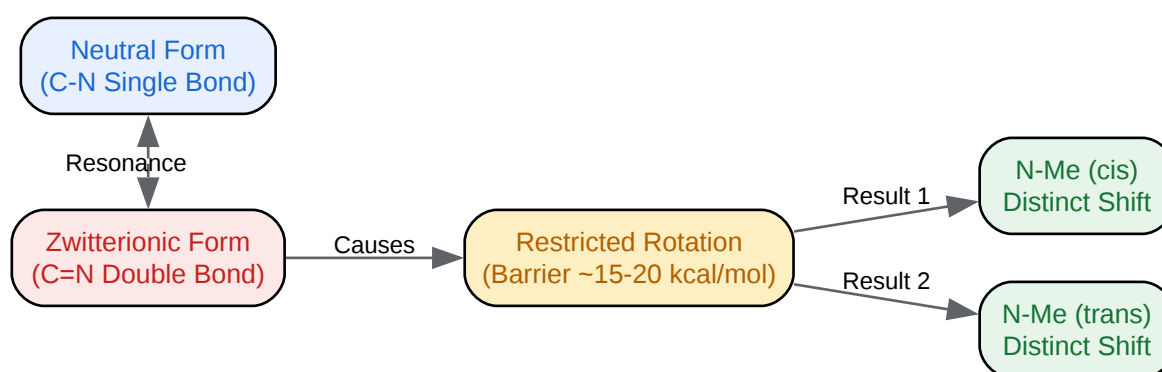 Neutral Form
(C-N Single Bond)
Resonance
Zwitterionic Form
(C=N Double Bond)
Causes
Restricted Rotation
(Barrier ~15-20 kcal/mol)
Result 1
N-Me (cis)
Distinct Shift
Result 2
N-Me (trans)
Distinct Shift